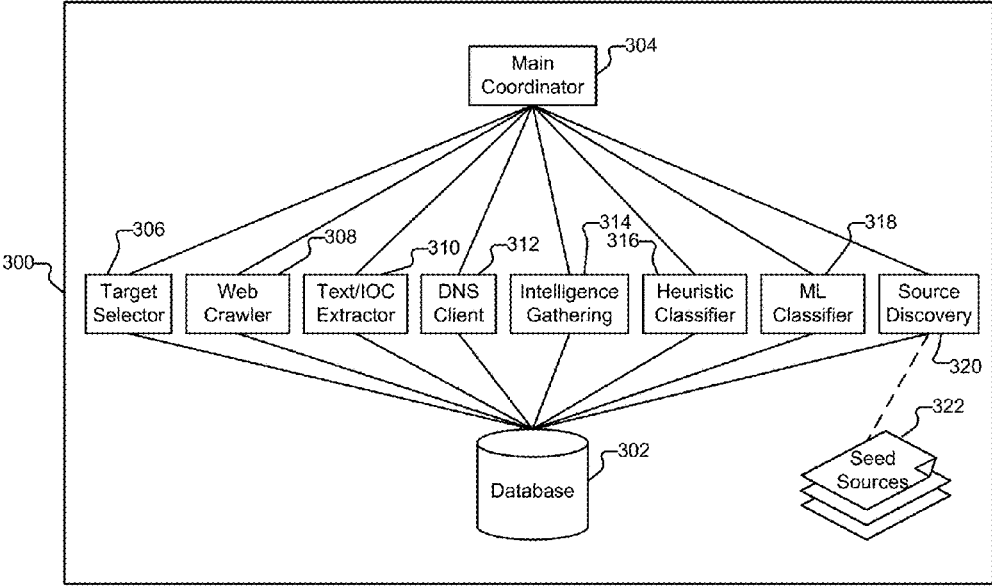 Main
Coordinator
304
306
308
310
312
314
316
318
300
Target
Selector
Web
Crawler
Text/IOC
Extractor
DNS
Client
Intelligence
Gathering
Heuristic
Classifier
ML
Classifier
Source
Discovery
320
322
Seed
Sources
302
Database